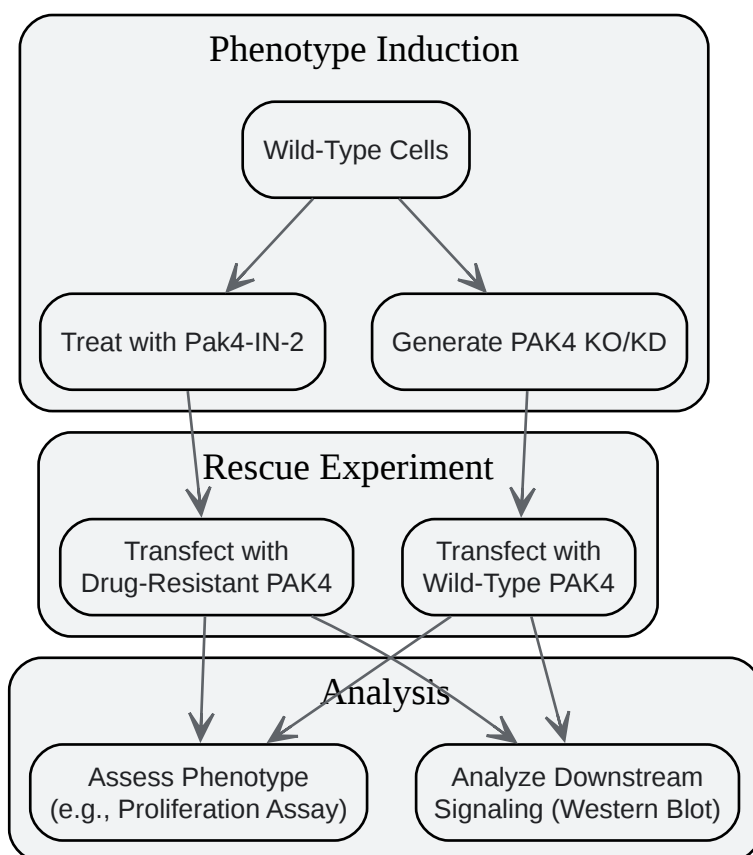 Phenotype Induction
Wild-Type Cells
Treat with Pak4-IN-2
Generate PAK4 KO/KD
Rescue Experiment
Transfect with
Drug-Resistant PAK4
Transfect with
Wild-Type PAK4
Analysis
Assess Phenotype
(e.g., Proliferation Assay)
Analyze Downstream
Signaling (Western Blot)